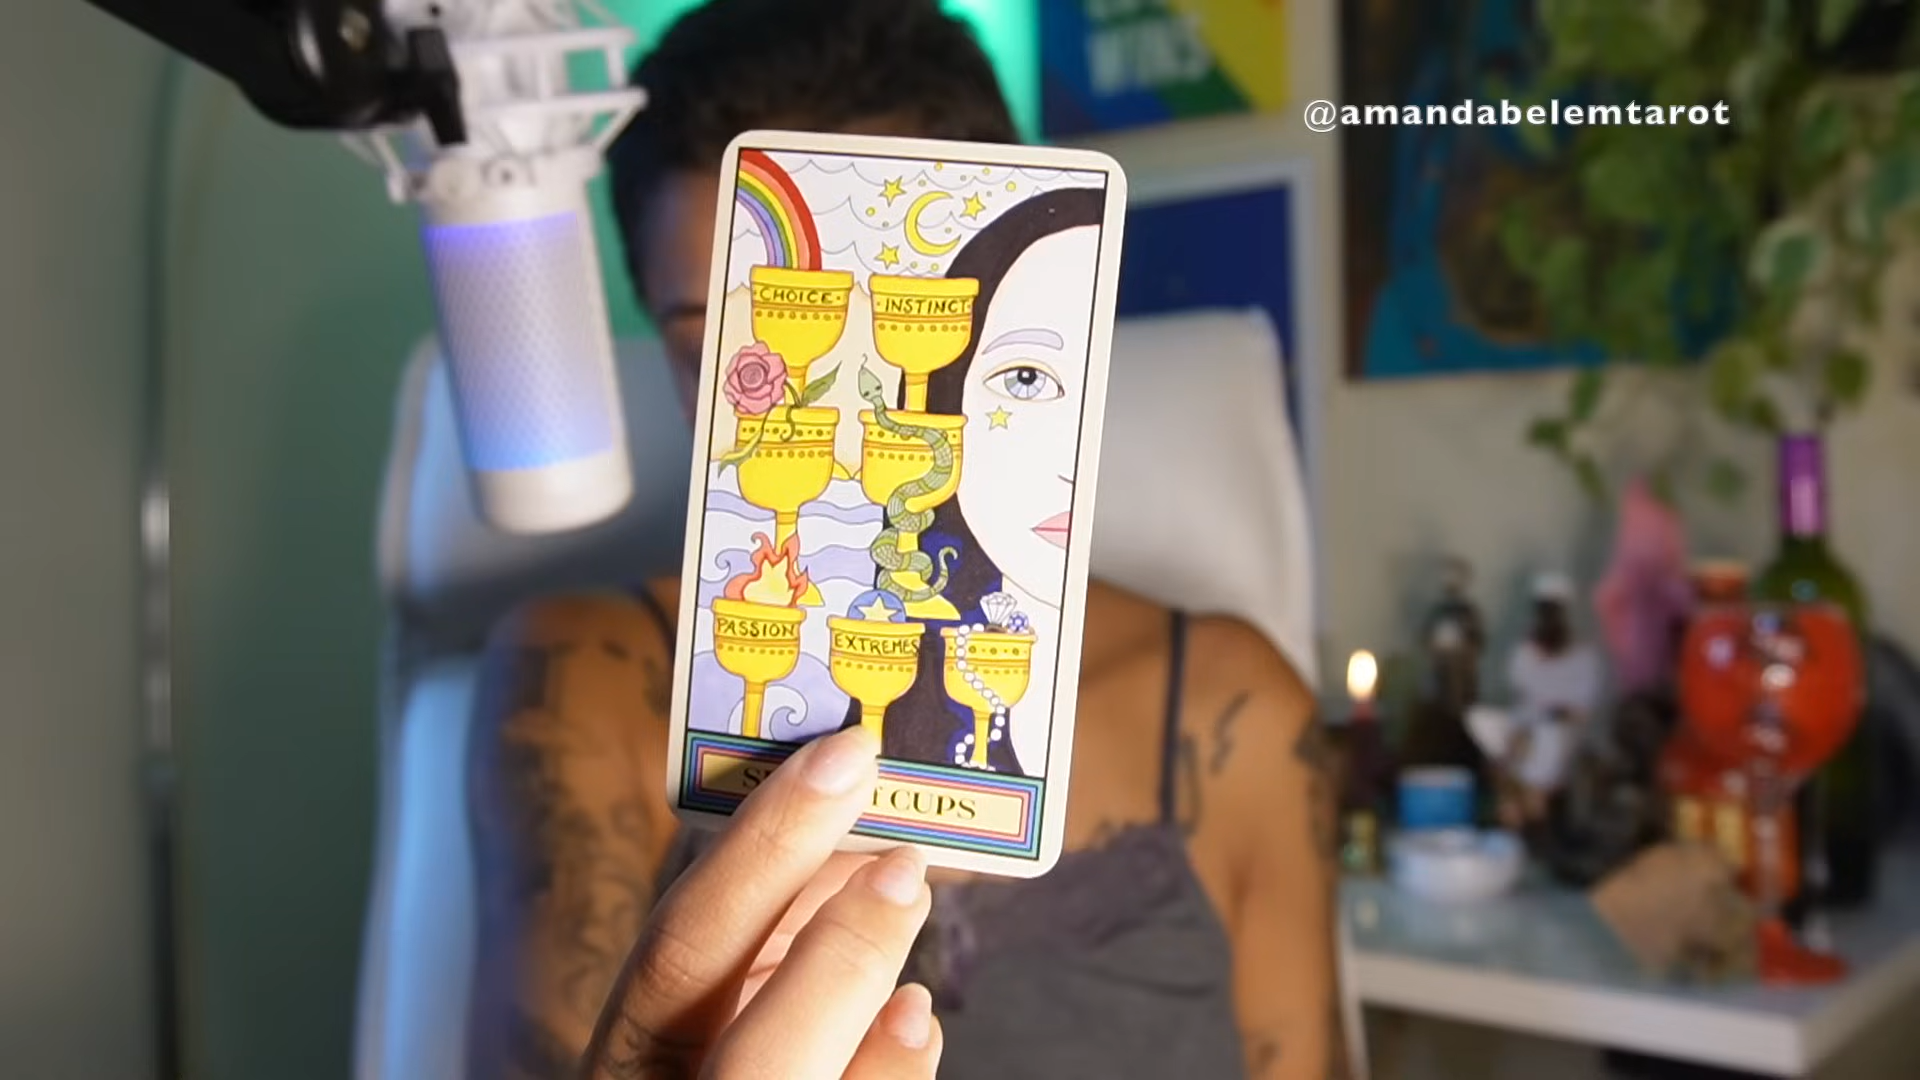 @amandabelemtarot
CHOICE
INSTINCT
PASSION
EXTREMES
CUPS